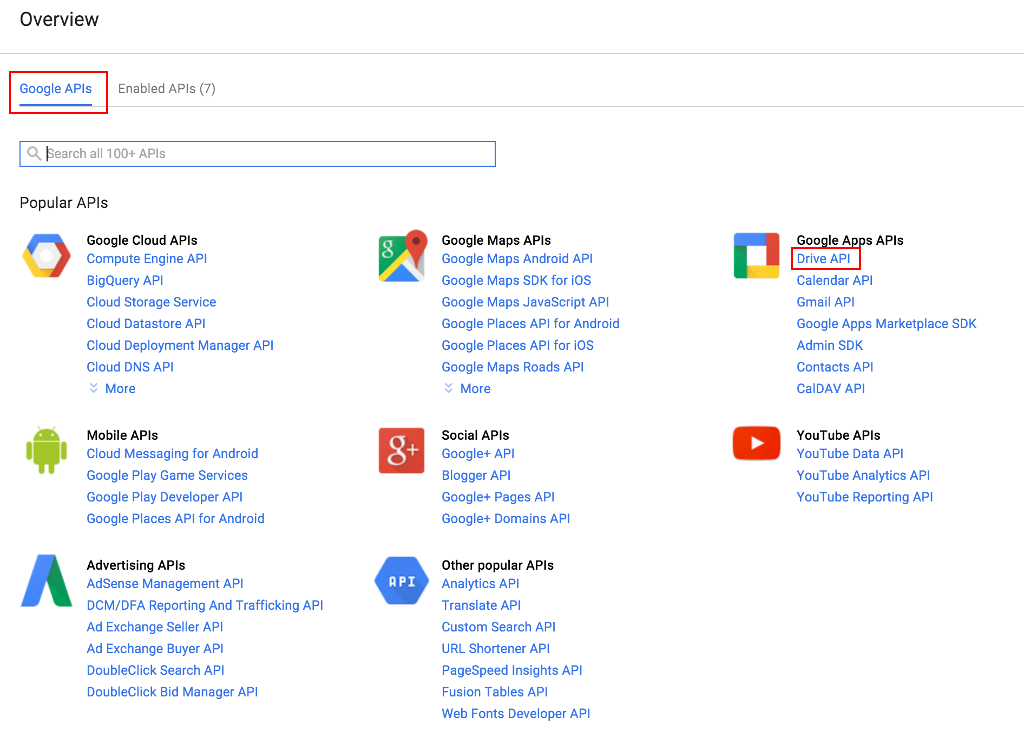 Overview
Google APIs
Enabled APIs (7)
Search all 100+ APIs
Popular APIs
Google Cloud APIs
Compute Engine API
BigQuery API
Cloud Storage Service
Cloud Datastore API
Cloud Deployment Manager API
Cloud DNS API
More
g
Google Maps APIs
Google Maps Android API
Google Maps SDK for iOS
Google Maps JavaScript API
Google Places API for Android
Google Places API for iOS
Google Maps Roads API
More
Google Apps APIs
Drive API
Calendar API
Gmail API
Google Apps Marketplace SDK
Admin SDK
Contacts API
CalDAV API
Mobile APIs
Cloud Messaging for Android
Google Play Game Services
Google Play Developer API
Google Places API for Android
g+
Social APIs
Google+ API
Blogger API
Google+ Pages API
Google+ Domains API
YouTube APIs
YouTube Data API
YouTube Analytics API
YouTube Reporting API
Advertising APIs
AdSense Management API
DCM/DFA Reporting And Trafficking API
Ad Exchange Seller API
Ad Exchange Buyer API
DoubleClick Search API
DoubleClick Bid Manager API
API
Other popular APIs
Analytics API
Translate API
Custom Search API
URL Shortener API
PageSpeed Insights API
Fusion Tables API
Web Fonts Developer API